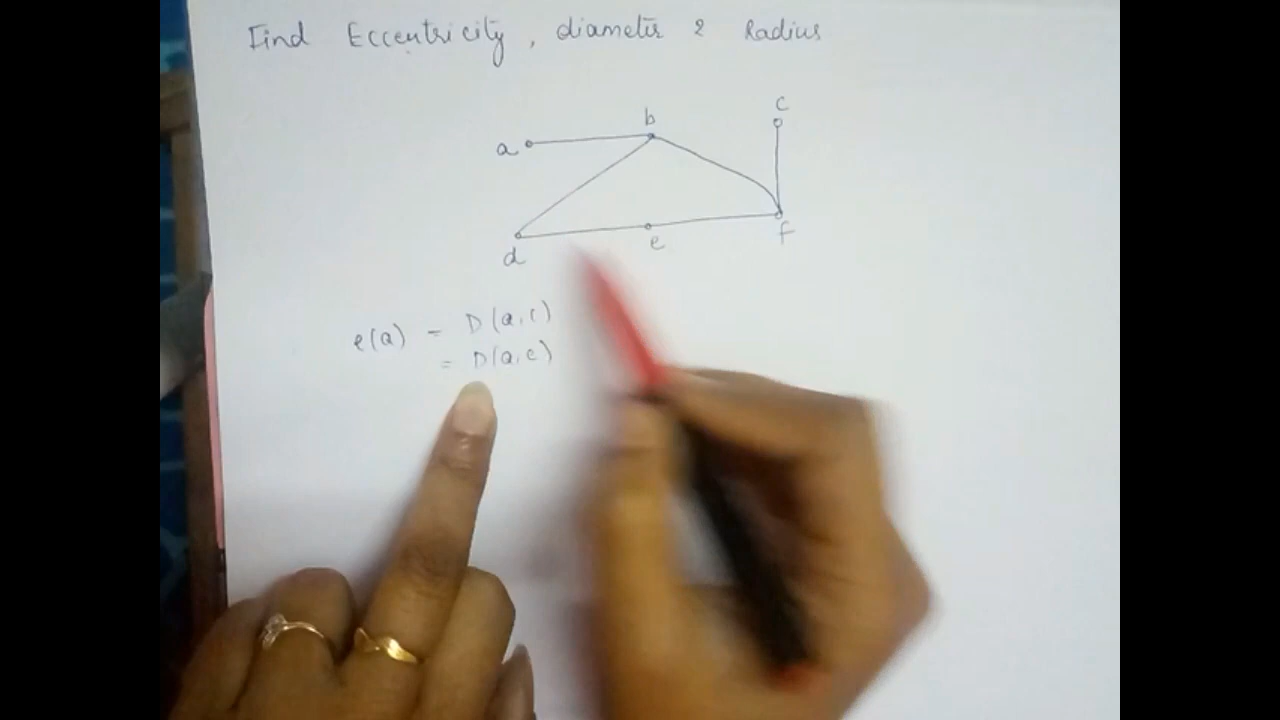 Find Eccentricity, diameter & Radius
c
b
a
f
e
d
e(a) = D(a,c)
= D(a,e)